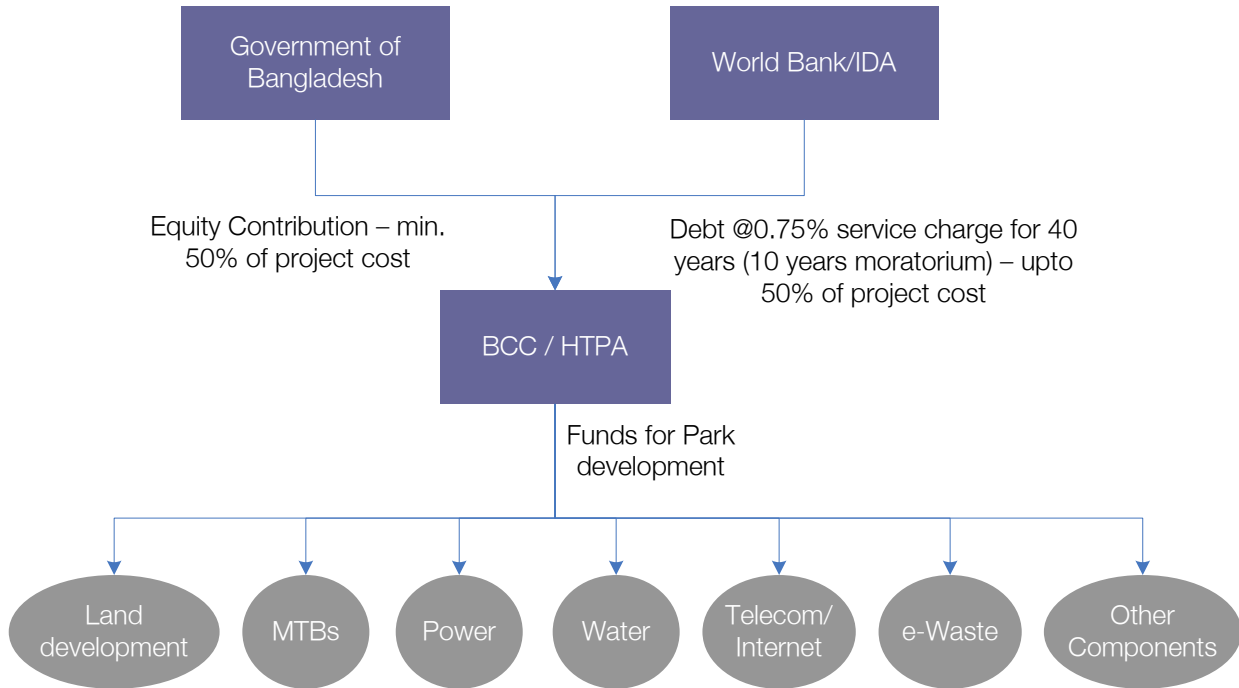 Government of
Bangladesh
World Bank/IDA
Equity Contribution – min.
50% of project cost
Debt @0.75% service charge for 40
years (10 years moratorium) – upto
50% of project cost
BCC / HTPA
Funds for Park
development
Land
development
MTBs
Power
Water
Telecom/
Internet
e-Waste
Other
Components